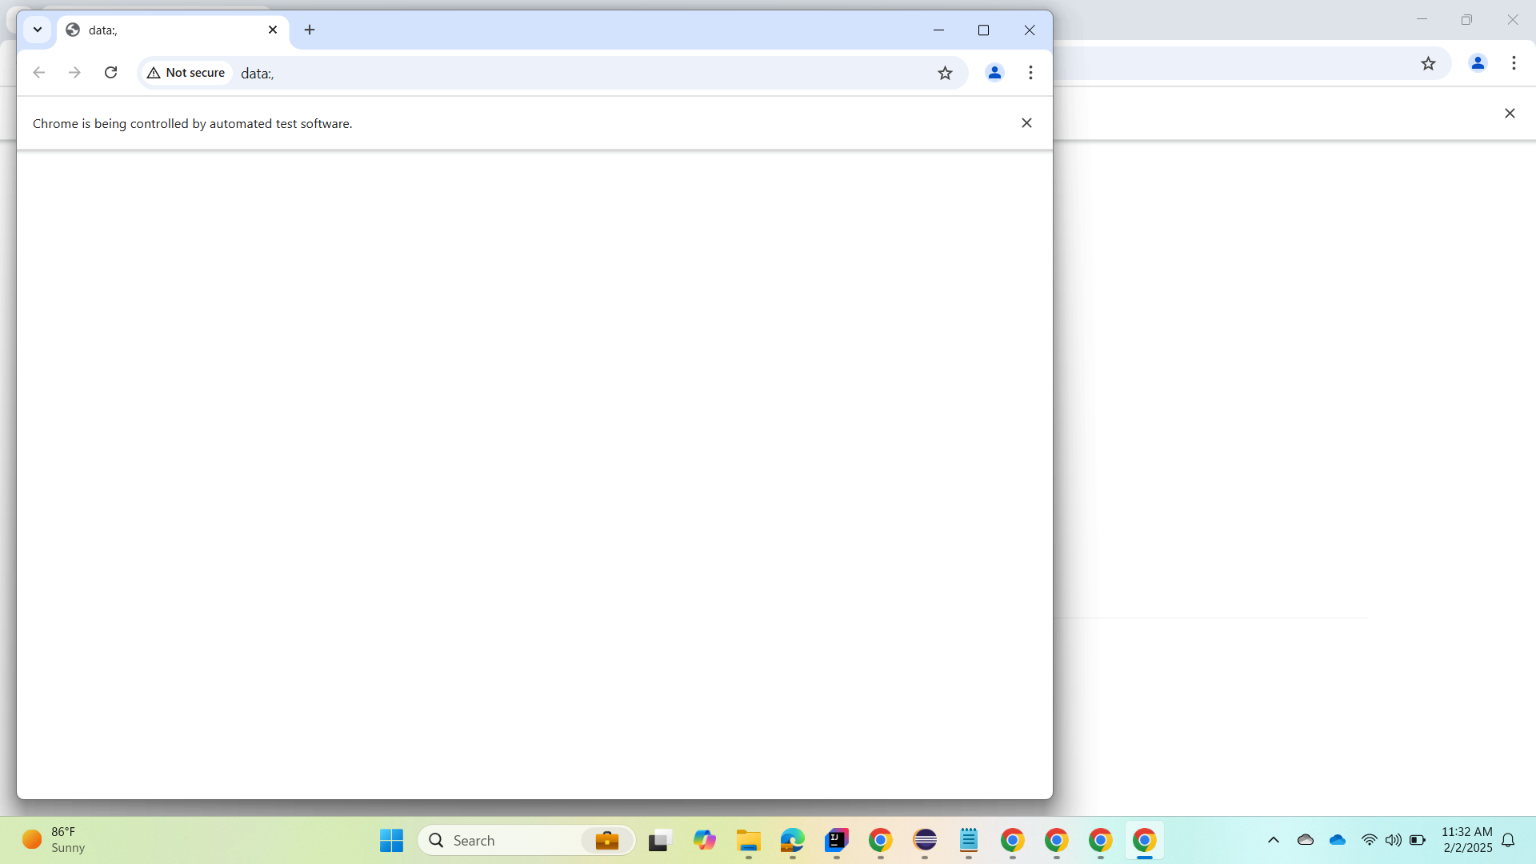 data:,
Not secure data:,
Chrome is being controlled by automated test software.
86°F
Sunny
Search
IJ
11:32 AM
2/2/2025